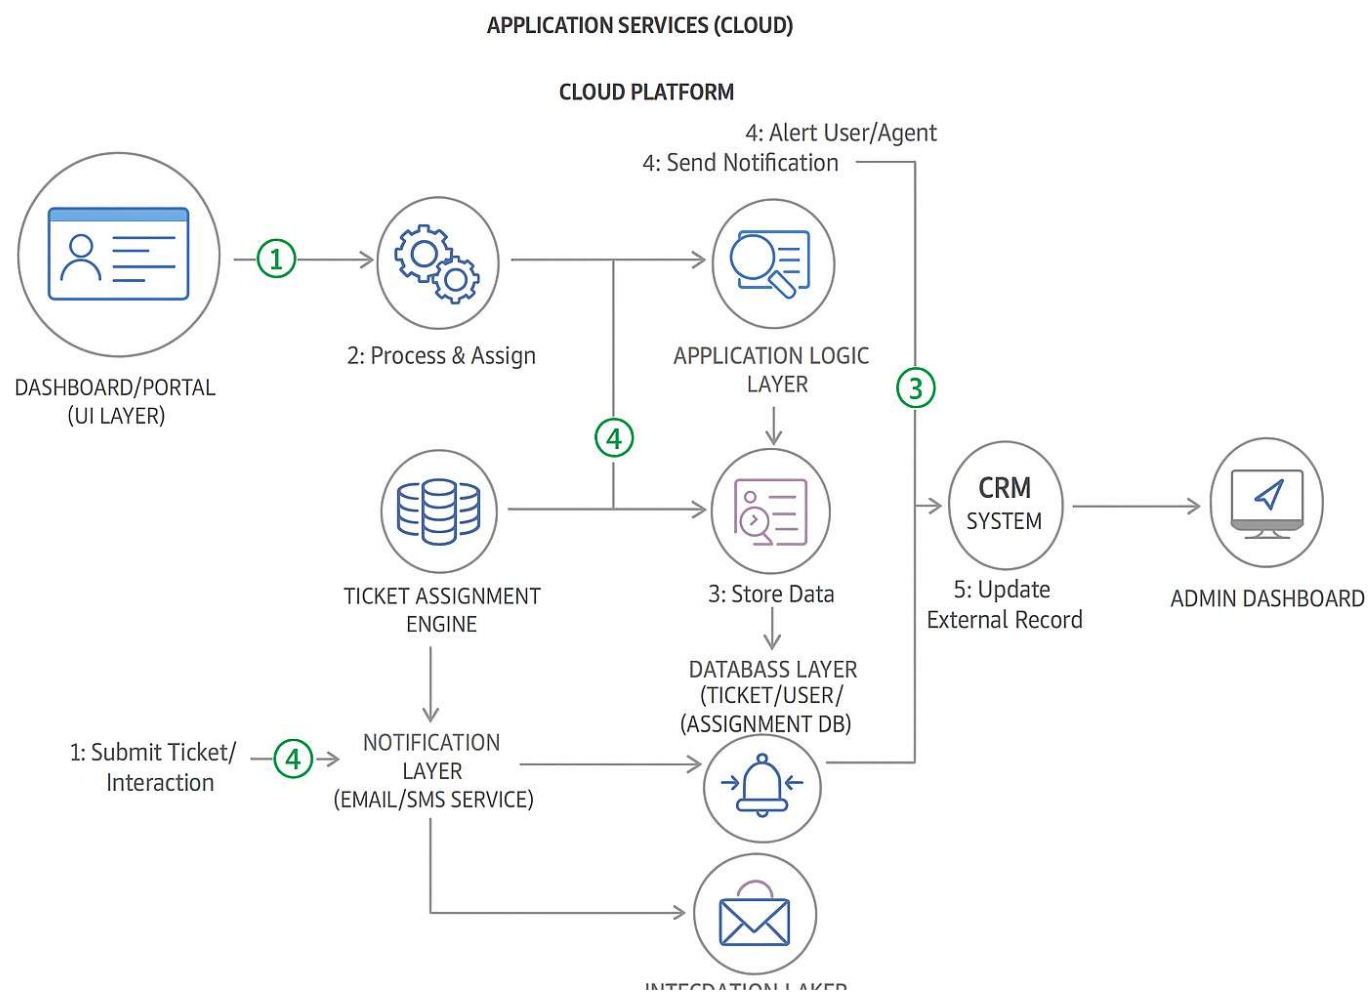 APPLICATION SERVICES (CLOUD)
CLOUD PLATFORM
4: Alert User/Agent
4: Send Notification
1
2: Process & Assign
APPLICATION LOGIC
LAYER
DASHBOARD/PORTAL
(UI LAYER)
3
4
CRM
SYSTEM
5: Update
External Record
ADMIN DASHBOARD
TICKET ASSIGNMENT
ENGINE
3: Store Data
DATABASS LAYER
(TICKET/USER/
(ASSIGNMENT DB)
1: Submit Ticket/
Interaction
4
NOTIFICATION
LAYER
(EMAIL/SMS SERVICE)